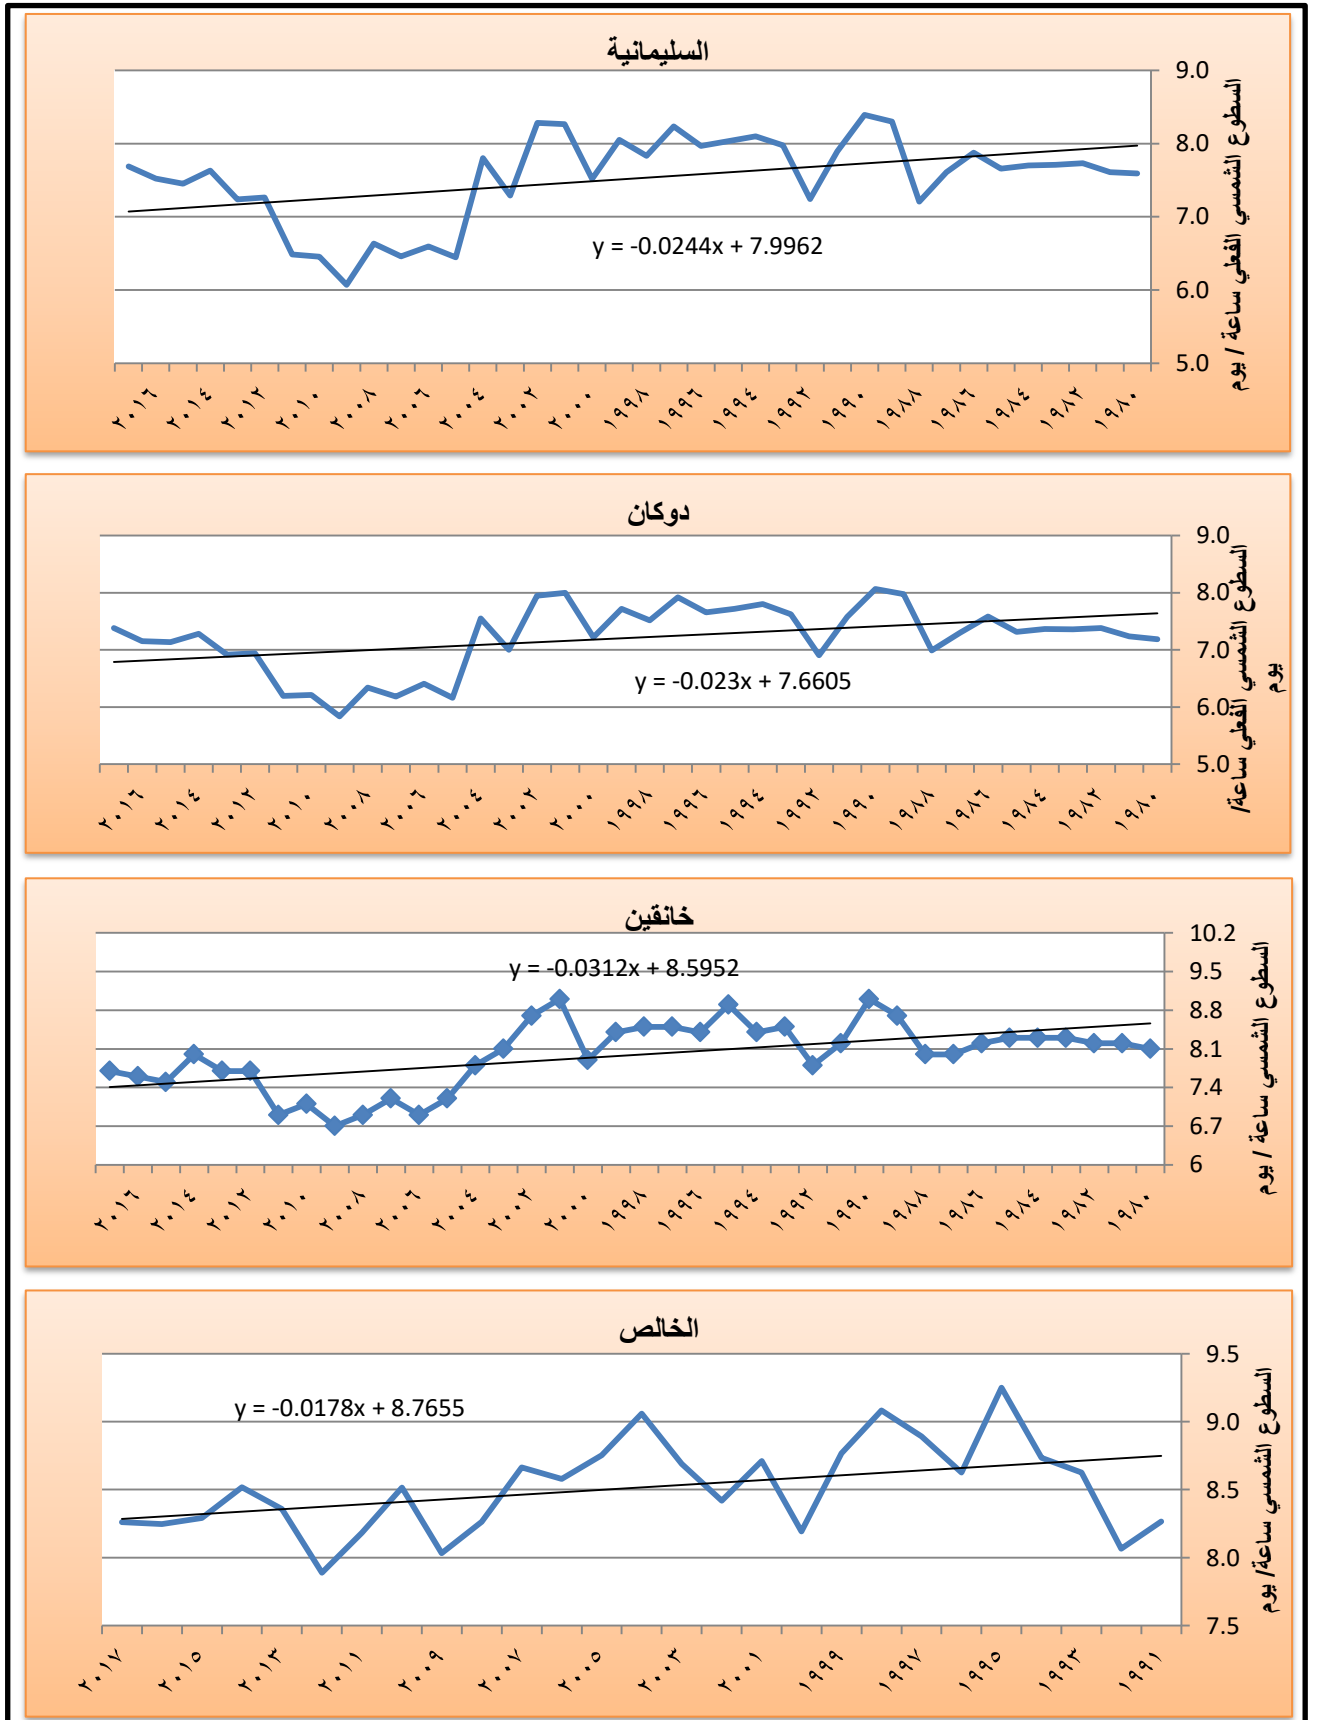 السليمانية
9.0
8.0
7.0
6.0
5.0
السطوع الشمسي الفعلي ساعة / يوم
y = -0.0244x + 7.9962
١٩٨٠ ١٩٨٢ ١٩٨٤ ١٩٨٦ ١٩٨٨ ١٩٩٠ ١٩٩٢ ١٩٩٤ ١٩٩٦ ١٩٩٨ ٢٠٠٠ ٢٠٠٢ ٢٠٠٤ ٢٠٠٦ ٢٠٠٨ ٢٠١٠ ٢٠١٢ ٢٠١٤ ٢٠١٦
دوكان
9.0
8.0
7.0
6.0
5.0
السطوع الشمسي الفعلي ساعة/
يوم
y = -0.023x + 7.6605
١٩٨٠ ١٩٨٢ ١٩٨٤ ١٩٨٦ ١٩٨٨ ١٩٩٠ ١٩٩٢ ١٩٩٤ ١٩٩٦ ١٩٩٨ ٢٠٠٠ ٢٠٠٢ ٢٠٠٤ ٢٠٠٦ ٢٠٠٨ ٢٠١٠ ٢٠١٢ ٢٠١٤ ٢٠١٦
خانقين
10.2
9.5
8.8
8.1
7.4
6.7
6
السطوع الشمسي ساعة / يوم
y = -0.0312x + 8.5952
١٩٨٠ ١٩٨٢ ١٩٨٤ ١٩٨٦ ١٩٨٨ ١٩٩٠ ١٩٩٢ ١٩٩٤ ١٩٩٦ ١٩٩٨ ٢٠٠٠ ٢٠٠٢ ٢٠٠٤ ٢٠٠٦ ٢٠٠٨ ٢٠١٠ ٢٠١٢ ٢٠١٤ ٢٠١٦
الخالص
9.5
9.0
8.5
8.0
7.5
السطوع الشمسي ساعة/ يوم
y = -0.0178x + 8.7655
١٩٩١ ١٩٩٣ ١٩٩٥ ١٩٩٧ ١٩٩٩ ٢٠٠١ ٢٠٠٣ ٢٠٠٥ ٢٠٠٧ ٢٠٠٩ ٢٠١١ ٢٠١٣ ٢٠١٥ ٢٠١٧